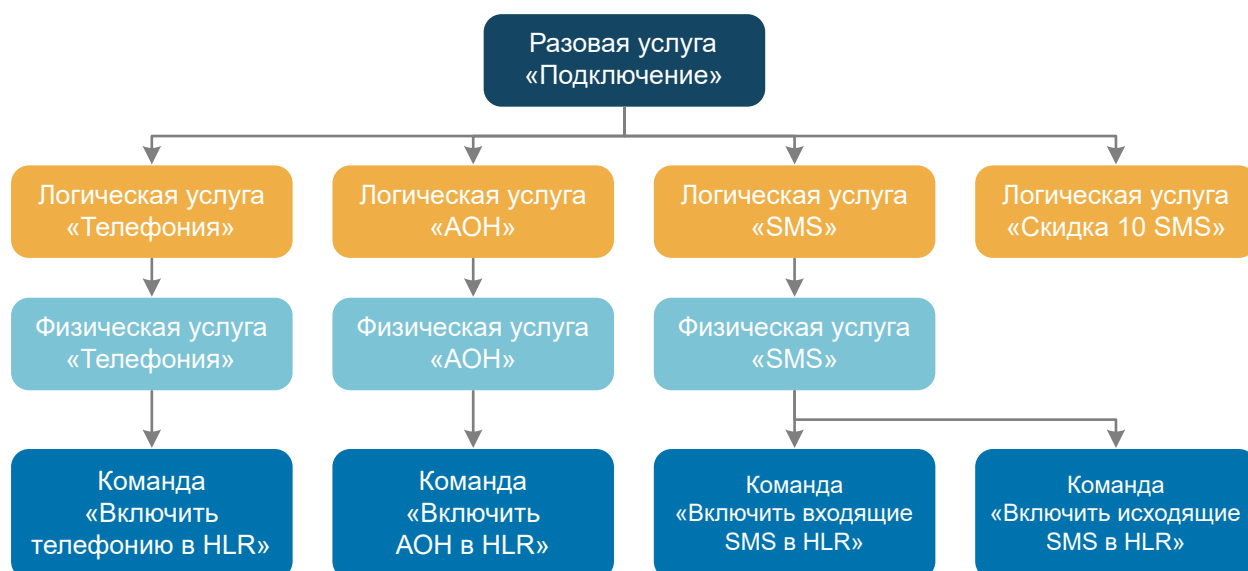 Разовая услуга
«Подключение»
Логическая услуга
«Телефония»
Логическая услуга
«АОН»
Логическая услуга
«SMS»
Логическая услуга
«Скидка 10 SMS»
Физическая услуга
«Телефония»
Физическая услуга
«АОН»
Физическая услуга
«SMS»
Команда
«Включить
телефонию в HLR»
Команда
«Включить
АОН в HLR»
Команда
«Включить входящие
SMS в HLR»
Команда
«Включить исходящие
SMS в HLR»